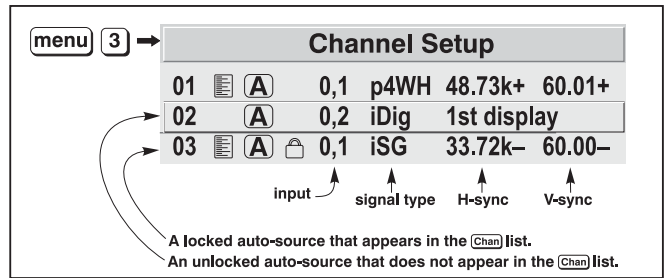 menu 3 Channel Setup
01 A 0,1 p4WH 48.73k+ 60.01+
02 A 0,2 iDig 1st display
03 A 0,1 iSG 33.72k– 60.00–
input signal type H-sync V-sync
A locked auto-source that appears in the Chan list.
An unlocked auto-source that does not appear in the Chan list.